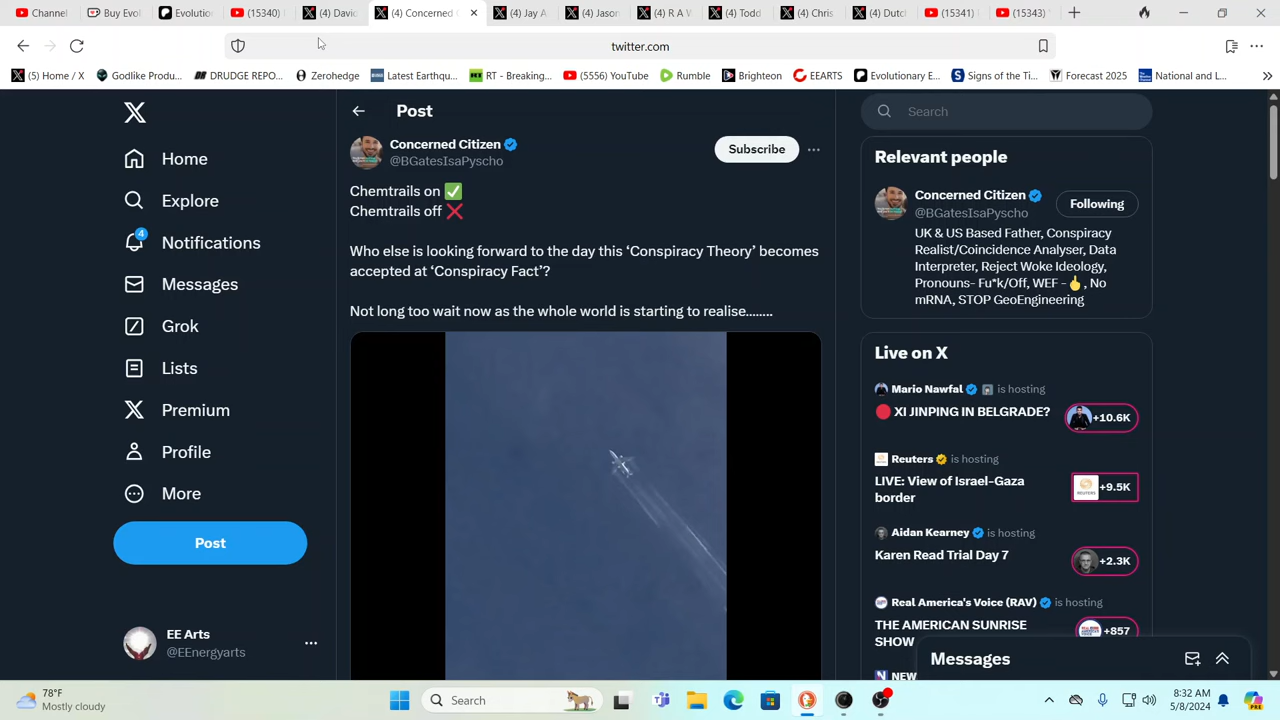 Channel
Buy Evol
Evolution
(15340)
(4) David
(4) Concerned C
(4) Jay A
(4) Jason
(4) R A W
(4) Todd
(4) Chris
(4) Dutc
(15341)
(15343)
twitter.com
(5) Home / X
Godlike Produ...
DRUDGE REPO...
Zerohedge
Latest Earthqu...
RT - Breaking...
(5556) YouTube
Rumble
Brighteon
EEARTS
Evolutionary E...
Signs of the Ti...
Forecast 2025
National and L...
Post
Search
Concerned Citizen
@BGatesIsaPyscho
Subscribe
Chemtrails on ✅
Chemtrails off ❌
Who else is looking forward to the day this ‘Conspiracy Theory’ becomes
accepted at ‘Conspiracy Fact’?
Not long too wait now as the whole world is starting to realise........
Home
Explore
4
Notifications
Messages
Grok
Lists
Premium
Profile
More
Post
EE Arts
@EEnergyarts
Relevant people
Concerned Citizen
@BGatesIsaPyscho
Following
UK & US Based Father, Conspiracy
Realist/Coincidence Analyser, Data
Interpreter, Reject Woke Ideology,
Pronouns- Fu*k/Off, WEF -🖕, No
mRNA, STOP GeoEngineering
Live on X
Mario Nawfal is hosting
🔴 XI JINPING IN BELGRADE?
+10.6K
Reuters is hosting
LIVE: View of Israel-Gaza
border
REUTERS
+9.5K
Aidan Kearney is hosting
Karen Read Trial Day 7
+2.3K
Real America's Voice (RAV) is hosting
THE AMERICAN SUNRISE
SHOW
+857
Messages
78°F
Mostly cloudy
Search
8:32 AM
5/8/2024